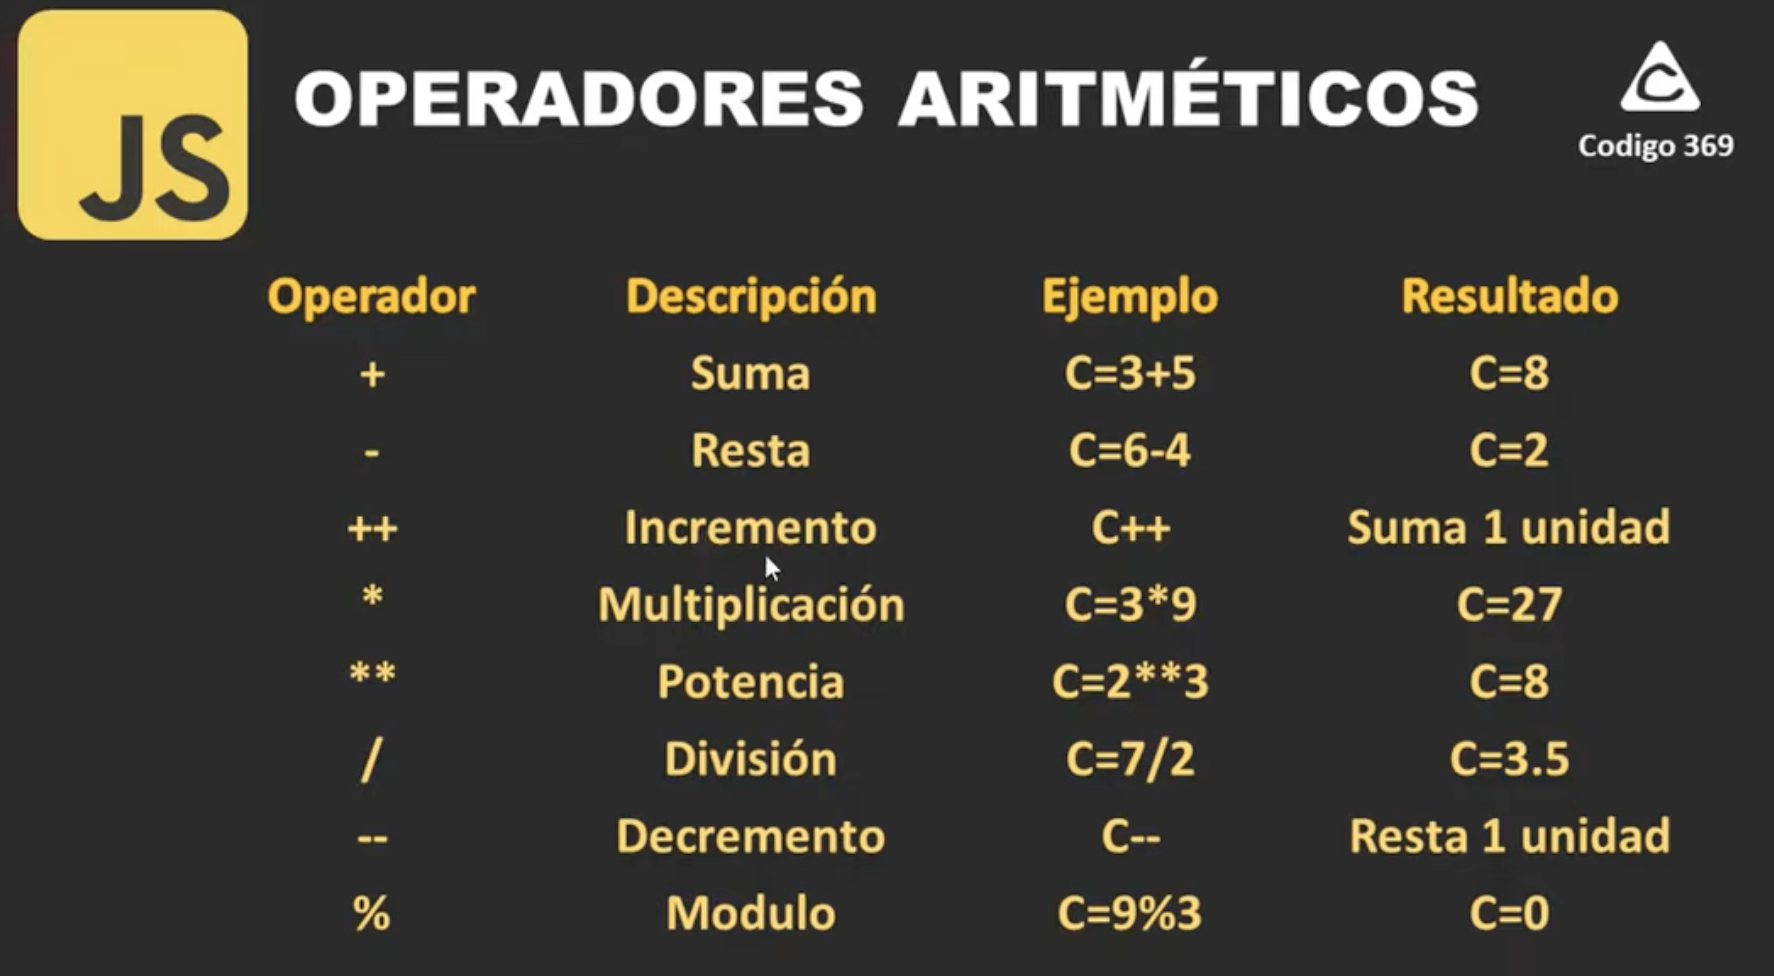 JS
OPERADORES ARITMÉTICOS
Codigo 369
Operador Descripción Ejemplo Resultado
+ Suma C=3+5 C=8
- Resta C=6-4 C=2
++ Incremento C++ Suma 1 unidad
* Multiplicación C=3*9 C=27
** Potencia C=2**3 C=8
/ División C=7/2 C=3.5
-- Decremento C-- Resta 1 unidad
% Modulo C=9%3 C=0